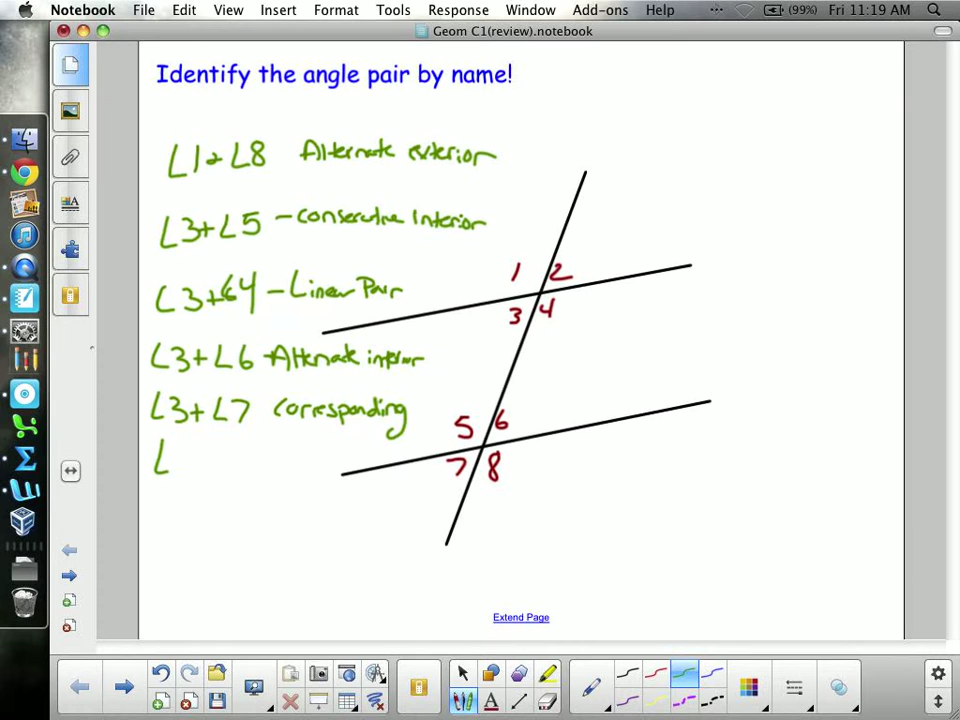 Notebook File Edit View Insert Format Tools Response Window Add-ons Help ... (99%) Fri 11:19 AM
Geom C1(review).notebook
Identify the angle pair by name!
∠1 + ∠8 Alternate exterior
∠3 + ∠5 - consecutive Interior
∠3 + ∠4 - Linear Pair
∠3 + ∠6 - Alternate interior
∠3 + ∠7 corresponding
∠
1 2
3 4
5 6
7 8
Extend Page